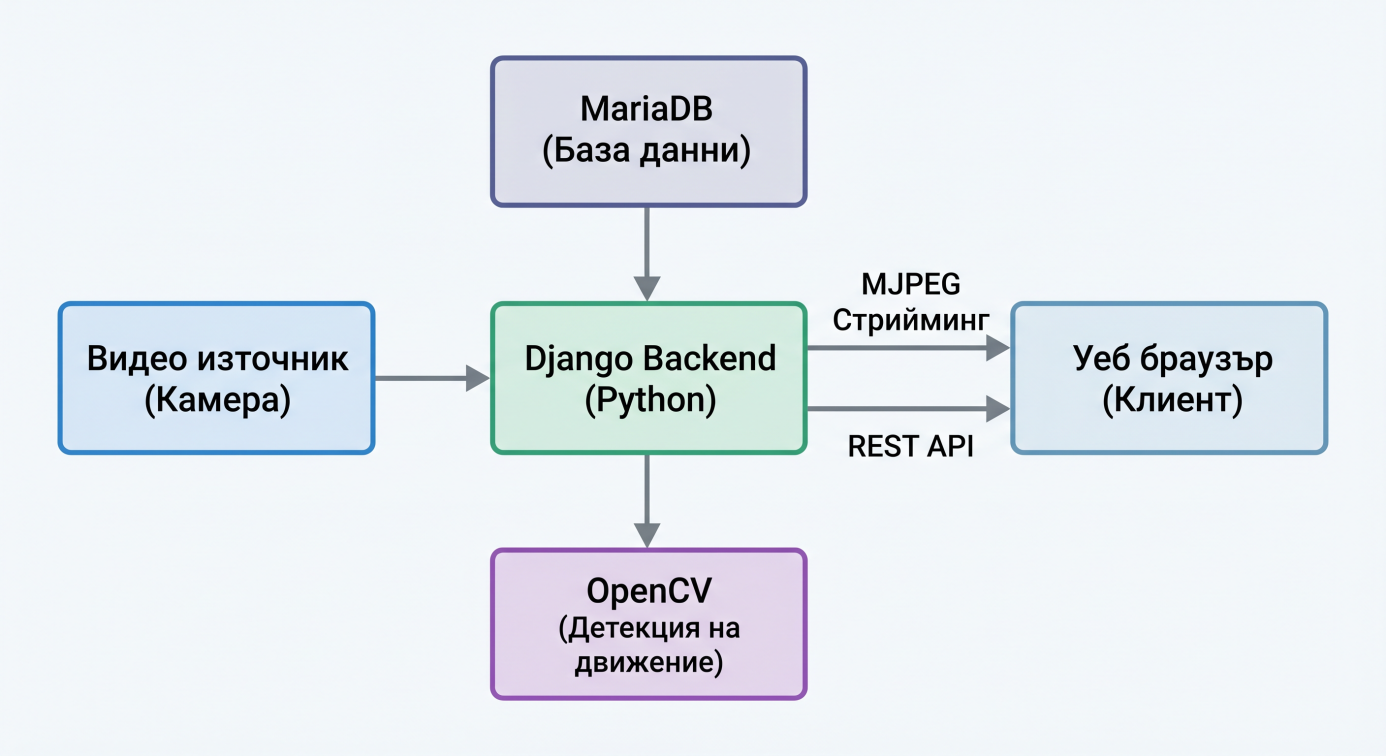 MariaDB
(База данни)
MJPEG
Стрийминг
Видео източник
(Камера)
Django Backend
(Python)
Уеб браузър
(Клиент)
REST API
OpenCV
(Детекция на
движение)